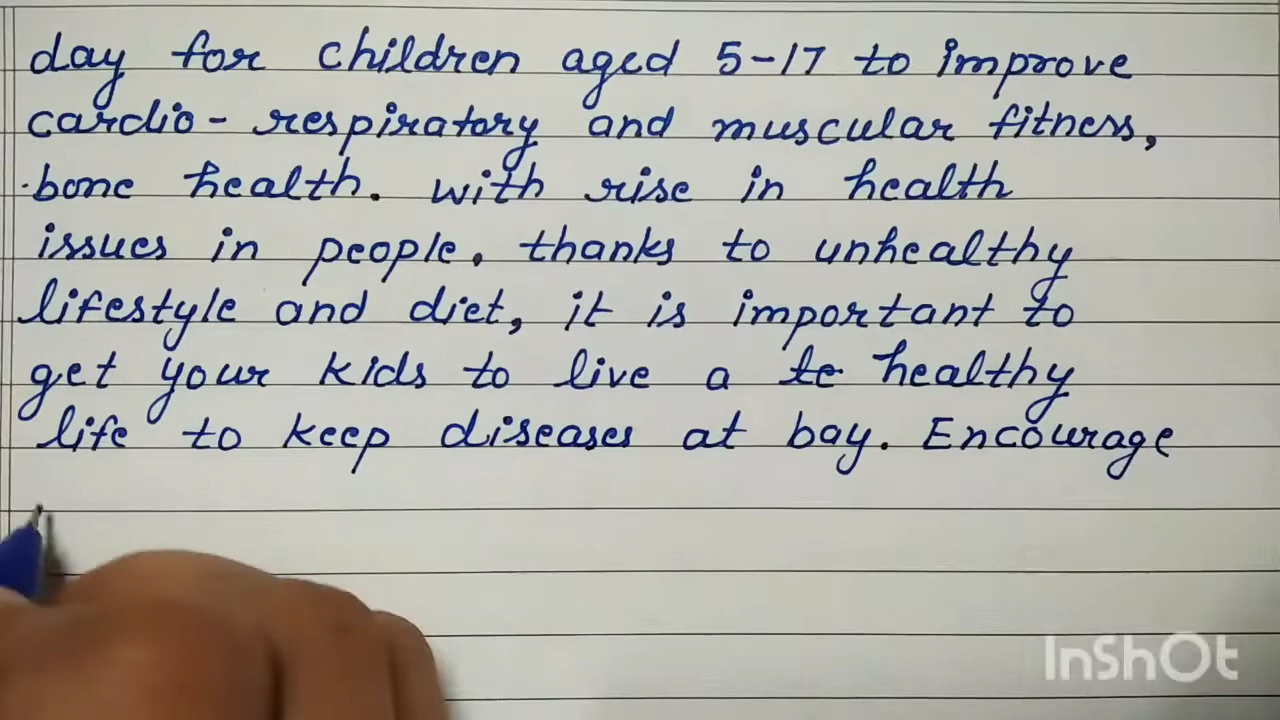 day for children aged 5-17 to improve
cardio - respiratory and muscular fitness,
bone health. with rise in health
issues in people. thanks to unhealthy
lifestyle and diet, it is important to
get your kids to live a te healthy
life to keep diseases at bay. Encourage
InShOt